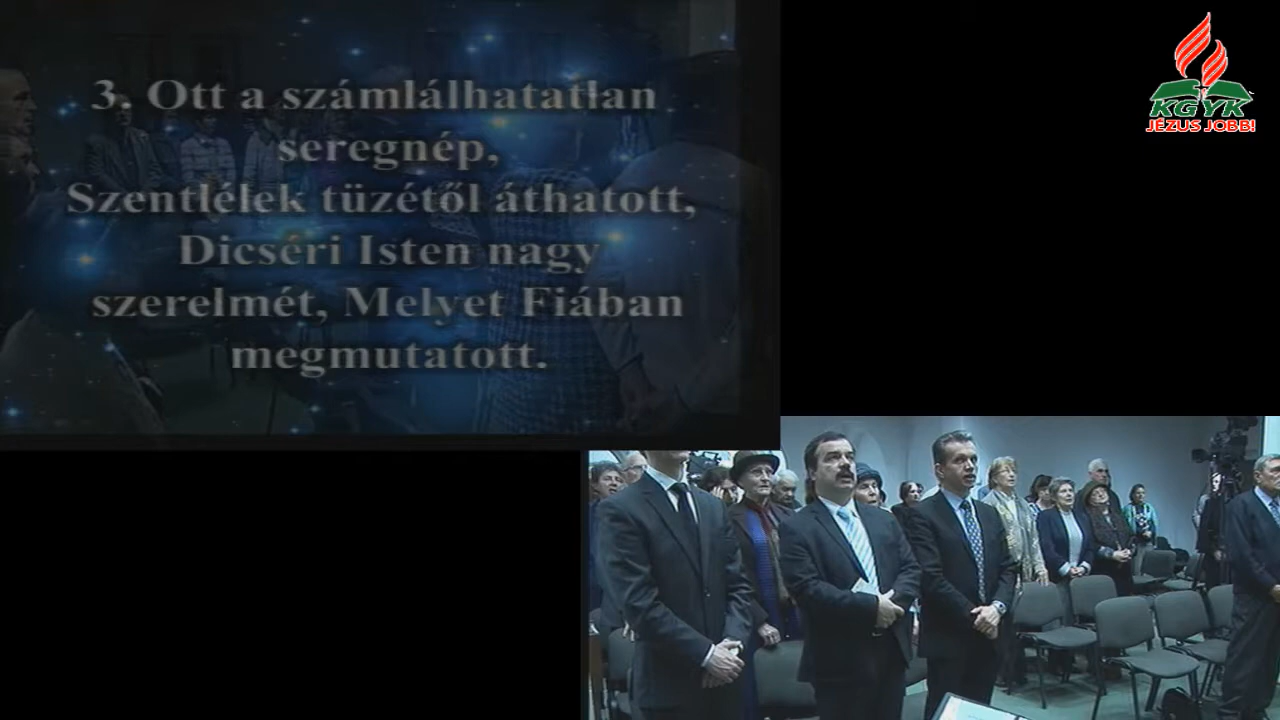 3. Ott a számlálhatatlan
seregnép,
Szentlélek tüzétől áthatott,
Dicséri Isten nagy
szerelmét, Melyet Fiában
megmutatott.
KGYK
JÉZUS JOBB!